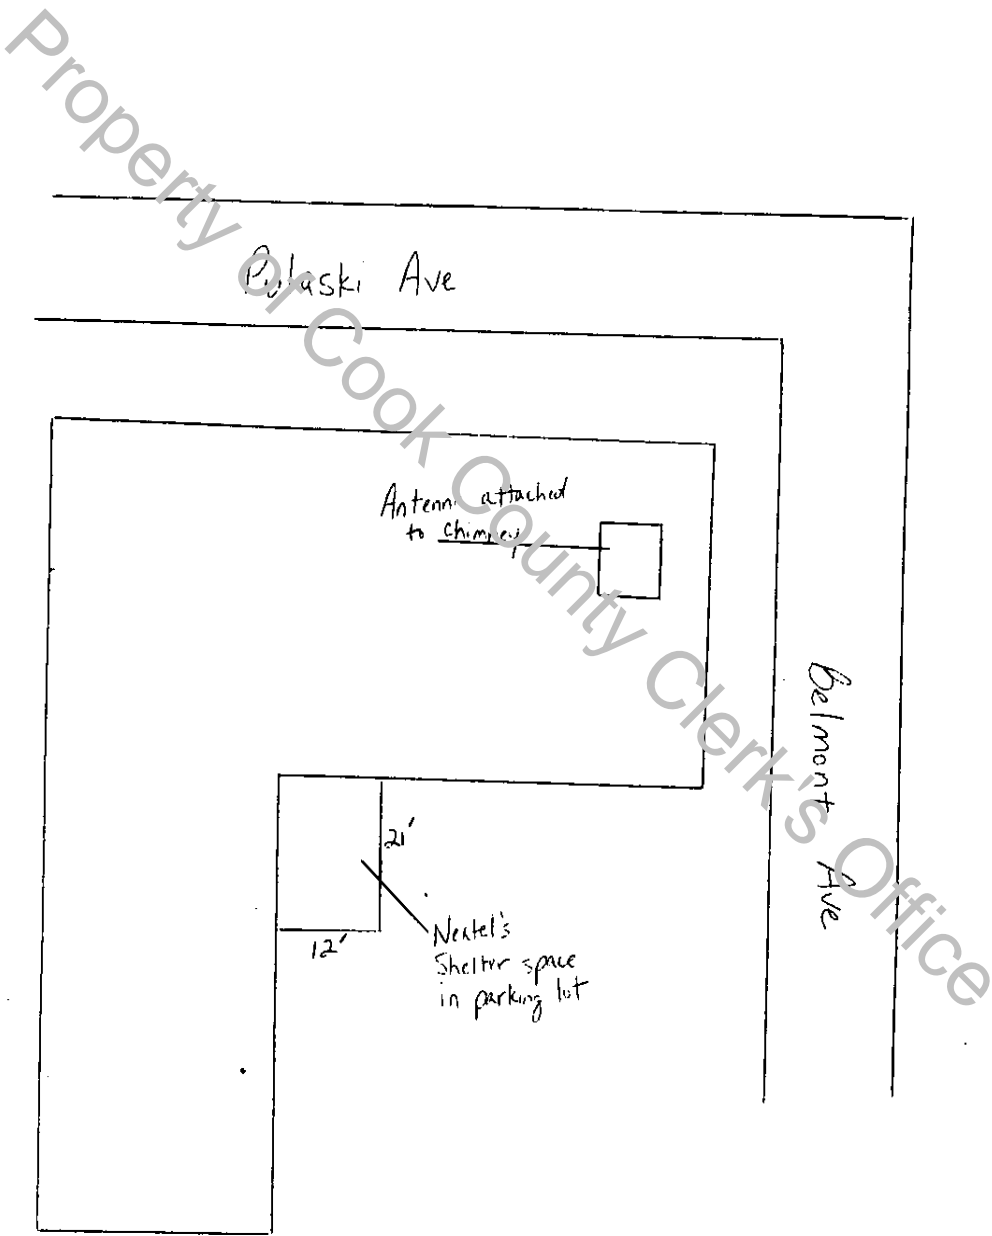 Property of Cook County Clerk's Office
Pulaski Ave
Antenna attached
to chimney
Belmont Ave
21'
12'
Nextel's
Shelter space
in parking lot